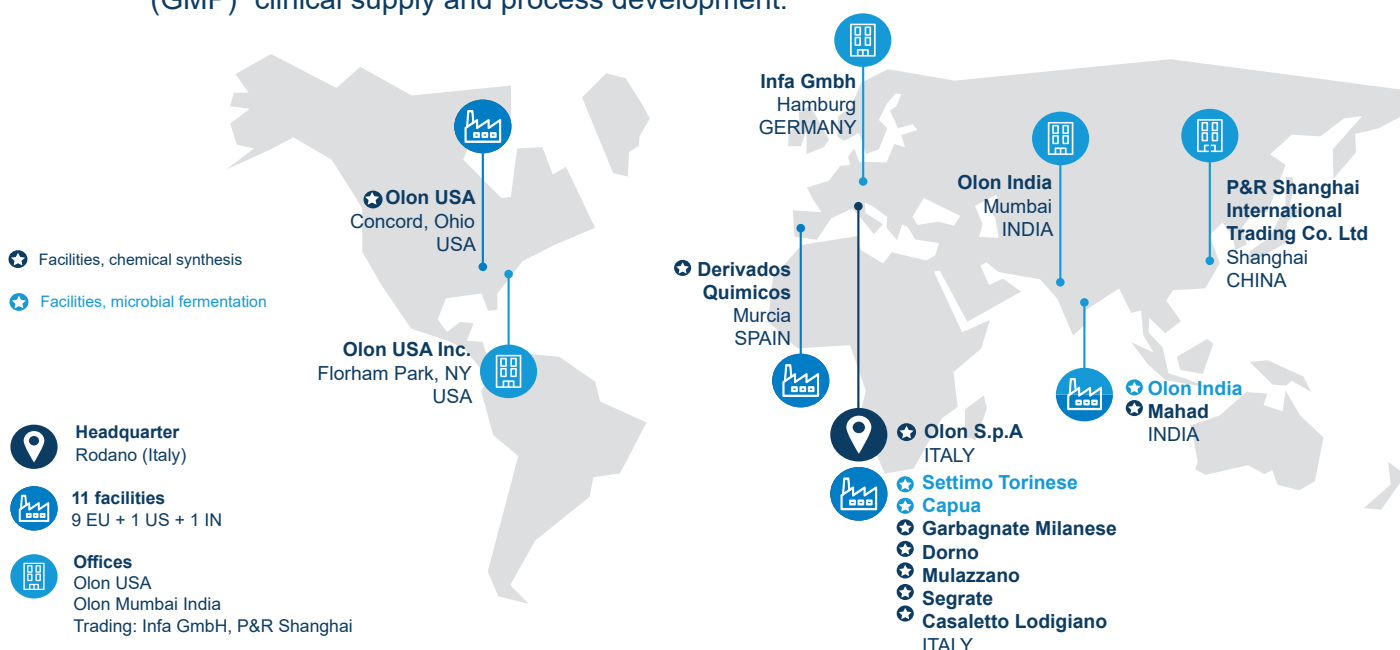 (GMP)" clinical supply and process development.
Infa Gmbh
Hamburg
GERMANY
Olon USA
Concord, Ohio
USA
Olon India
Mumbai
INDIA
P&R Shanghai
International
Trading Co. Ltd
Shanghai
CHINA
Facilities, chemical synthesis
Facilities, microbial fermentation
Derivados
Quimicos
Murcia
SPAIN
Olon USA Inc.
Florham Park, NY
USA
Olon India
Mahad
INDIA
Headquarter
Rodano (Italy)
Olon S.p.A
ITALY
11 facilities
9 EU + 1 US + 1 IN
Settimo Torinese
Capua
Garbagnate Milanese
Dorno
Mulazzano
Segrate
Casaletto Lodigiano
ITALY
Offices
Olon USA
Olon Mumbai India
Trading: Infa GmbH, P&R Shanghai